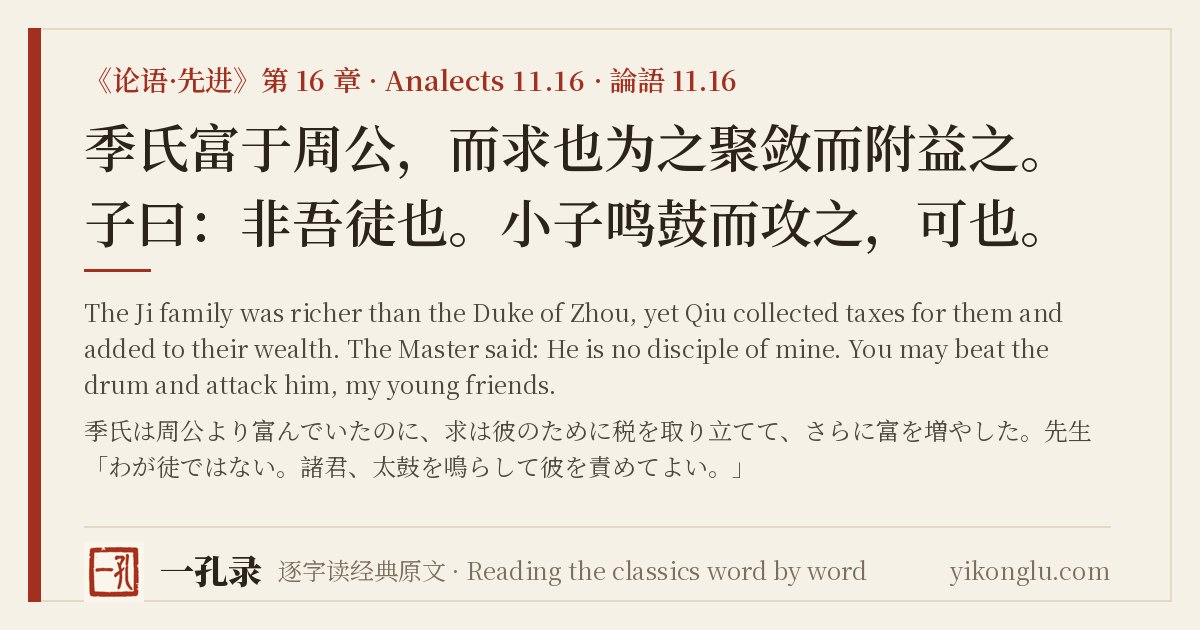 《论语·先进》第 16 章 · Analects 11.16 · 論語 11.16
季氏富于周公，而求也为之聚敛而附益之。
子曰：非吾徒也。小子鸣鼓而攻之，可也。
The Ji family was richer than the Duke of Zhou, yet Qiu collected taxes for them and
added to their wealth. The Master said: He is no disciple of mine. You may beat the
drum and attack him, my young friends.
季氏は周公より富んでいたのに、求は彼のために税を取り立てて、さらに富を増やした。先生
「わが徒ではない。諸君、太鼓を鳴らして彼を責めてよい。」
一孔
一孔录 逐字读经典原文 · Reading the classics word by word yikonglu.com